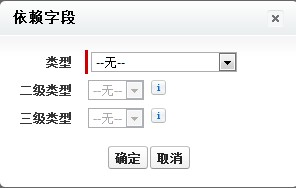 依赖字段
类型 --无--
二级类型 --无-- i
三级类型 --无-- i
确定 取消